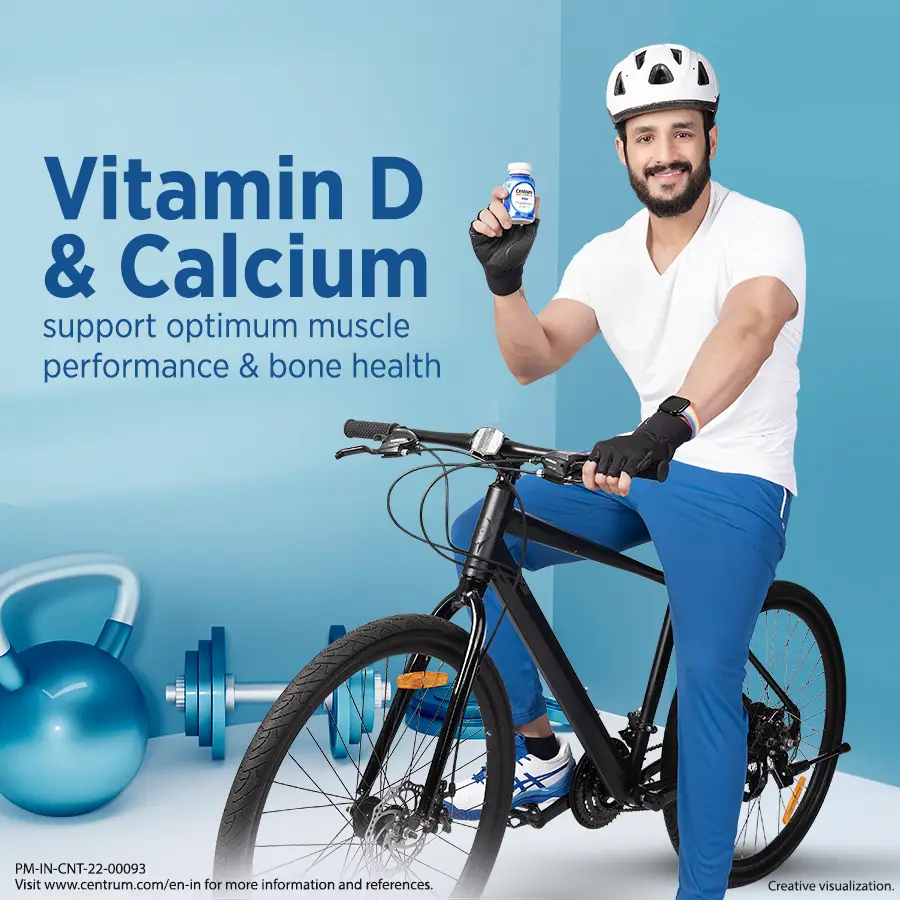 Vitamin D
& Calcium
support optimum muscle
performance & bone health
Centrum
PM-IN-CNT-22-00093
Visit www.centrum.com/en-in for more information and references.
Creative visualization.